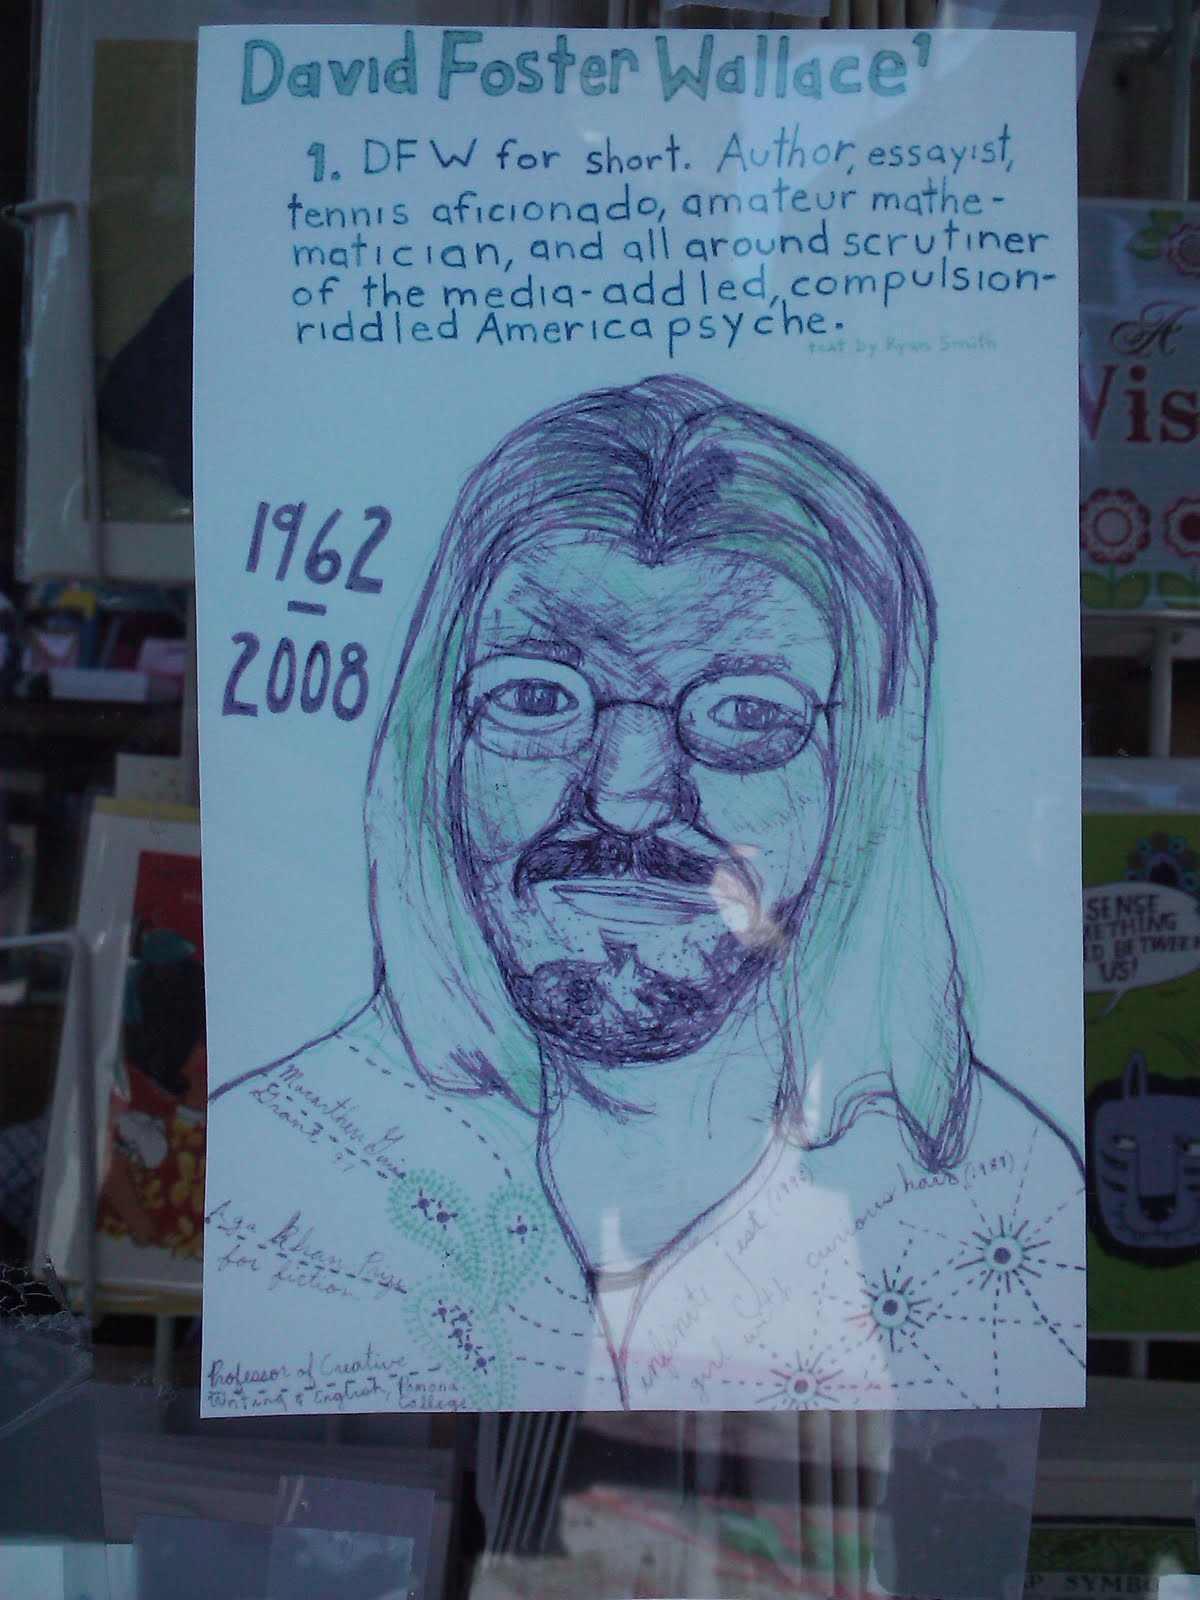 David Foster Wallace¹
1. DFW for short. Author, essayist,
tennis aficionado, amateur mathe-
matician, and all around scrutiner
of the media-addled, compulsion-
riddled America psyche.
text by Ryan Smith
1962
–
2008
Macarthur
Grant, 97
Aga Khan Prize
for fiction
Professor of Creative
Writing & English, Pomona
College
infinite Jest (1996)
girl with curious hair (1989)
A
Wis
SENSE
BETWEEN
US!